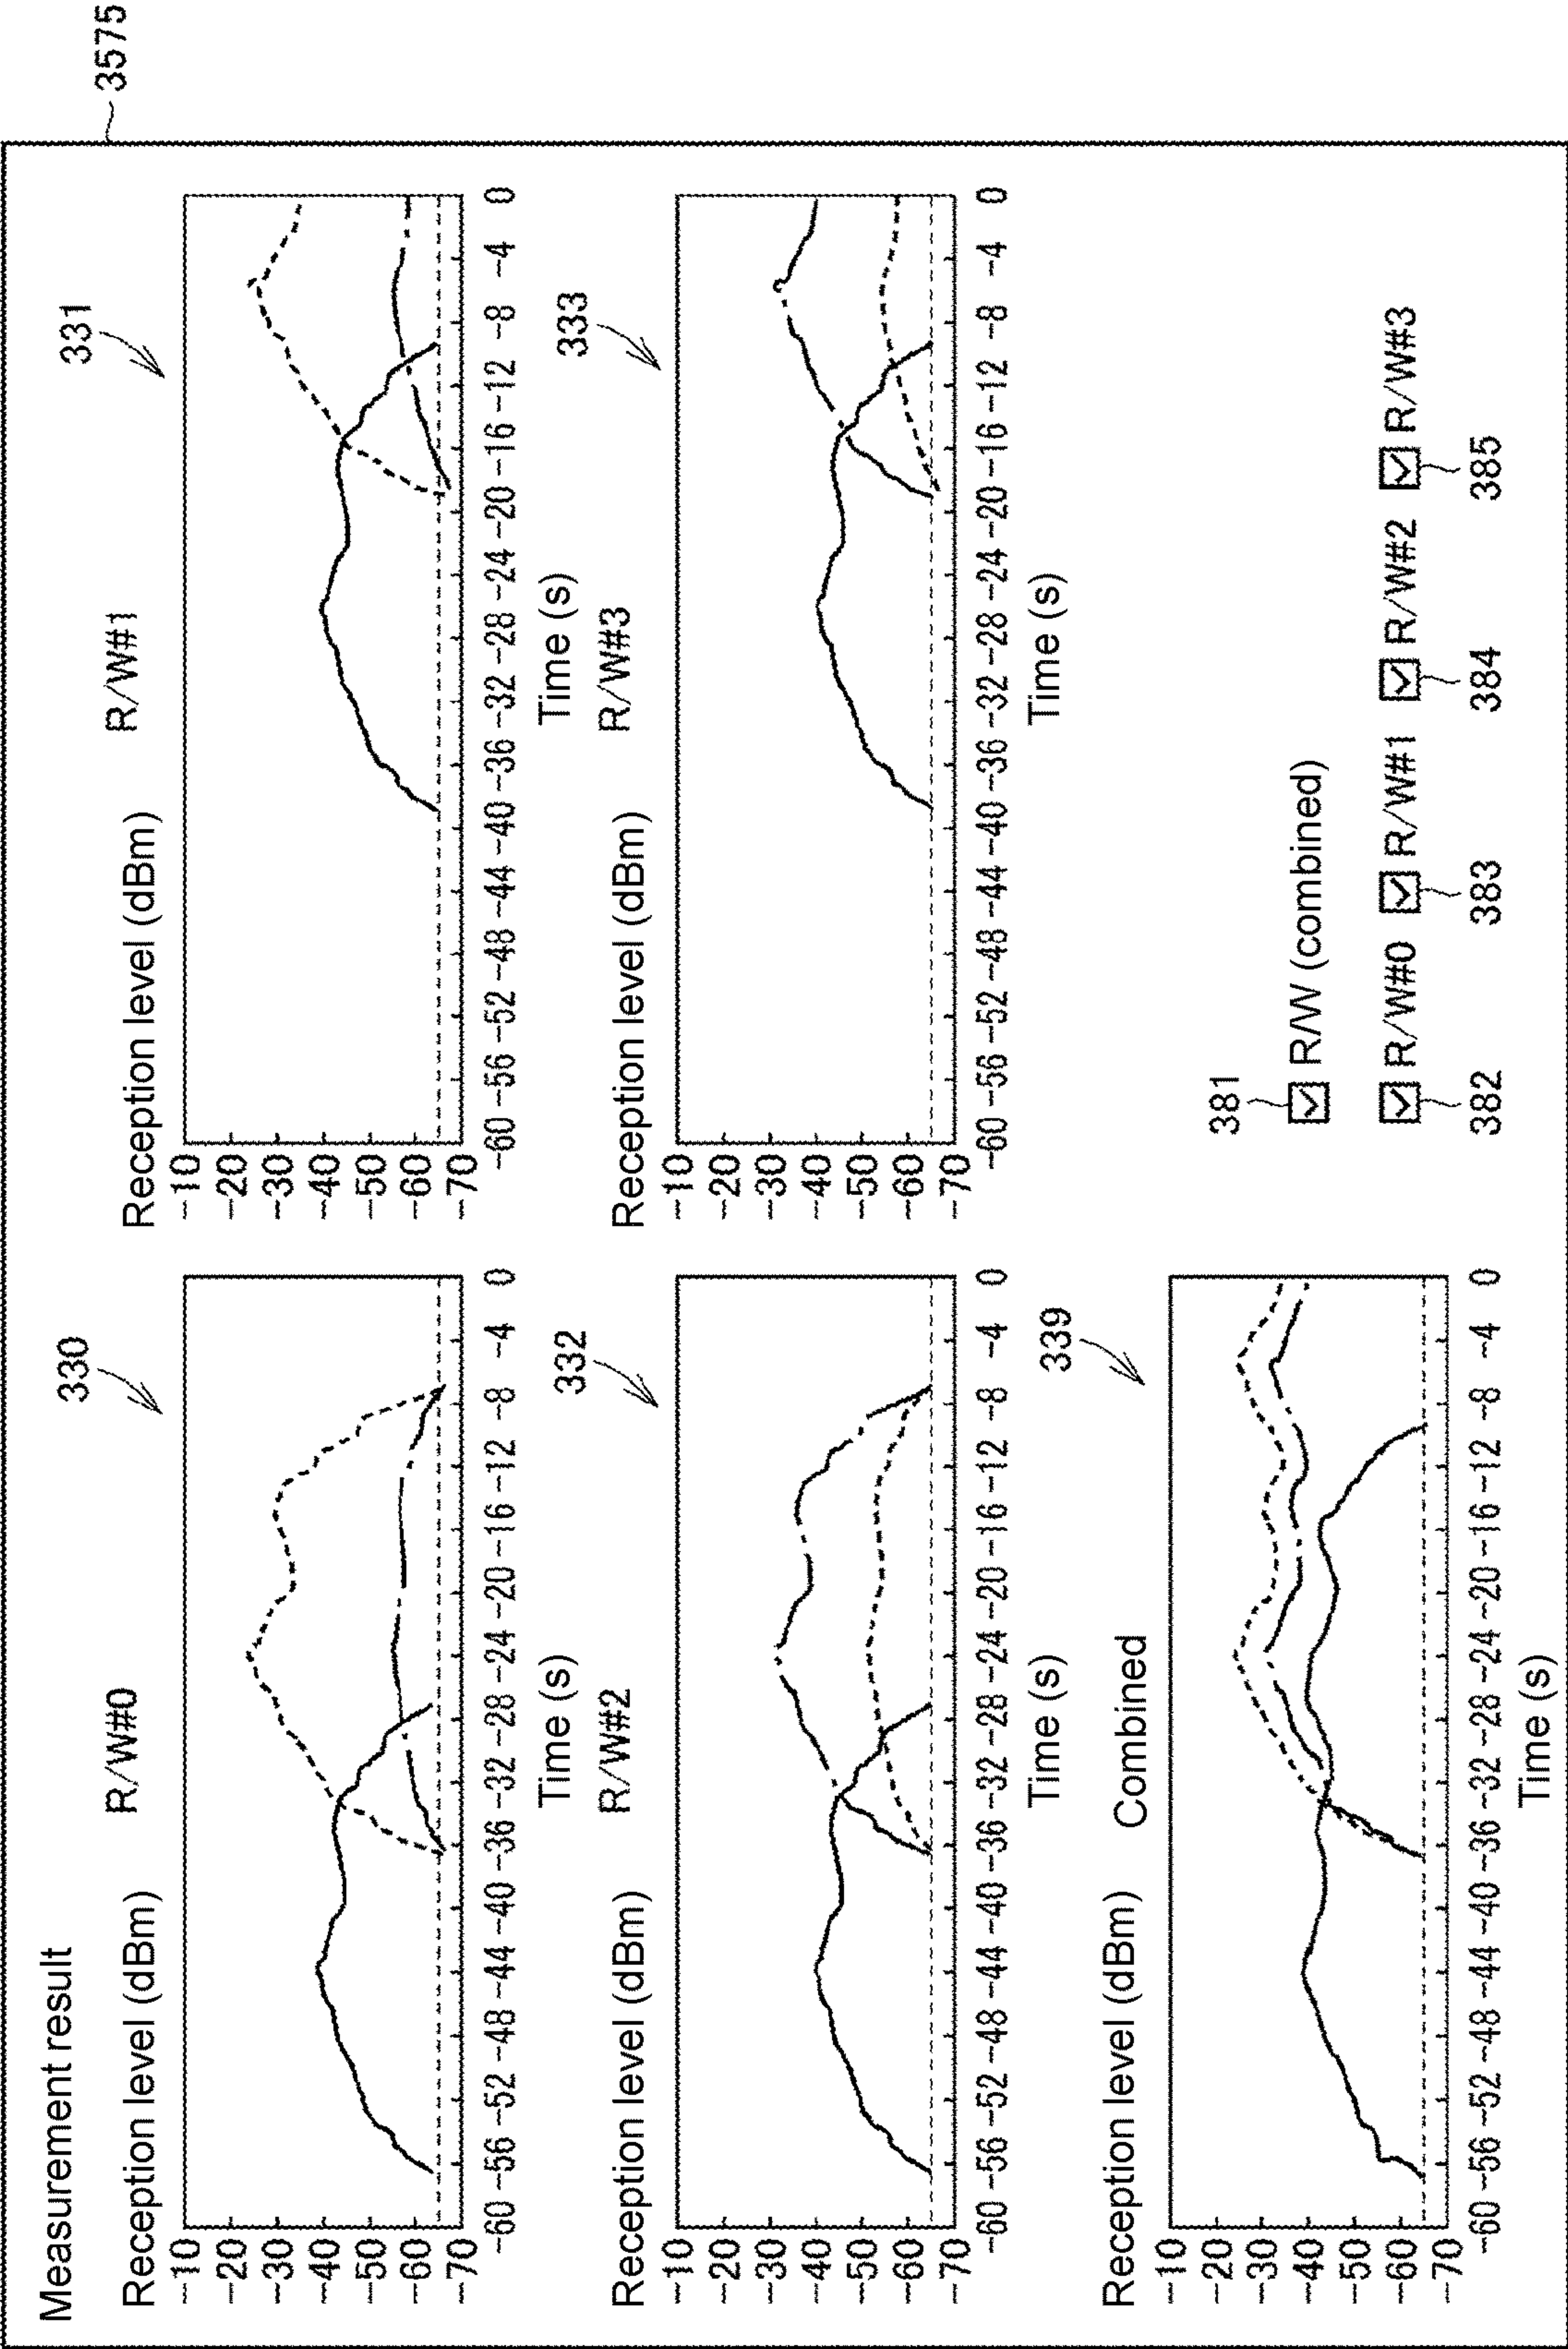 3575
Measurement result
330
R/W#0
Reception level (dBm)
−10
−20
−30
−40
−50
−60
−70
−60 −56 −52 −48 −44 −40 −36 −32 −28 −24 −20 −16 −12 −8 −4 0
Time (s)
331
R/W#1
Reception level (dBm)
−10
−20
−30
−40
−50
−60
−70
−60 −56 −52 −48 −44 −40 −36 −32 −28 −24 −20 −16 −12 −8 −4 0
Time (s)
332
R/W#2
Reception level (dBm)
−10
−20
−30
−40
−50
−60
−70
−60 −56 −52 −48 −44 −40 −36 −32 −28 −24 −20 −16 −12 −8 −4 0
Time (s)
333
R/W#3
Reception level (dBm)
−10
−20
−30
−40
−50
−60
−70
−60 −56 −52 −48 −44 −40 −36 −32 −28 −24 −20 −16 −12 −8 −4 0
Time (s)
339
Combined
Reception level (dBm)
−10
−20
−30
−40
−50
−60
−70
−60 −56 −52 −48 −44 −40 −36 −32 −28 −24 −20 −16 −12 −8 −4 0
Time (s)
381
R/W (combined)
R/W#0 R/W#1 R/W#2 R/W#3
382 383 384 385